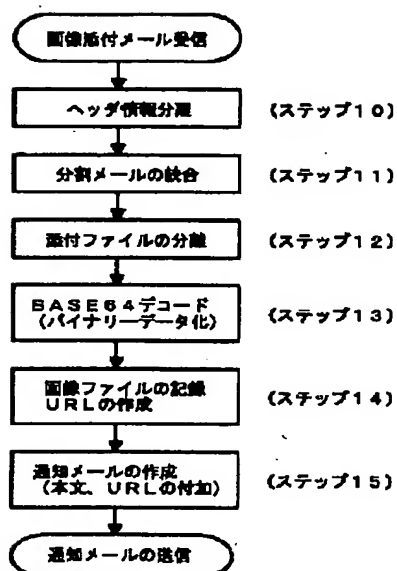 画像添付メール受信
ヘッダ情報分離 (ステップ10)
分割メールの統合 (ステップ11)
添付ファイルの分離 (ステップ12)
BASE64デコード
(バイナリーデータ化) (ステップ13)
画像ファイルの記録
URLの作成 (ステップ14)
通知メールの作成
(本文、URLの付加) (ステップ15)
通知メールの送信